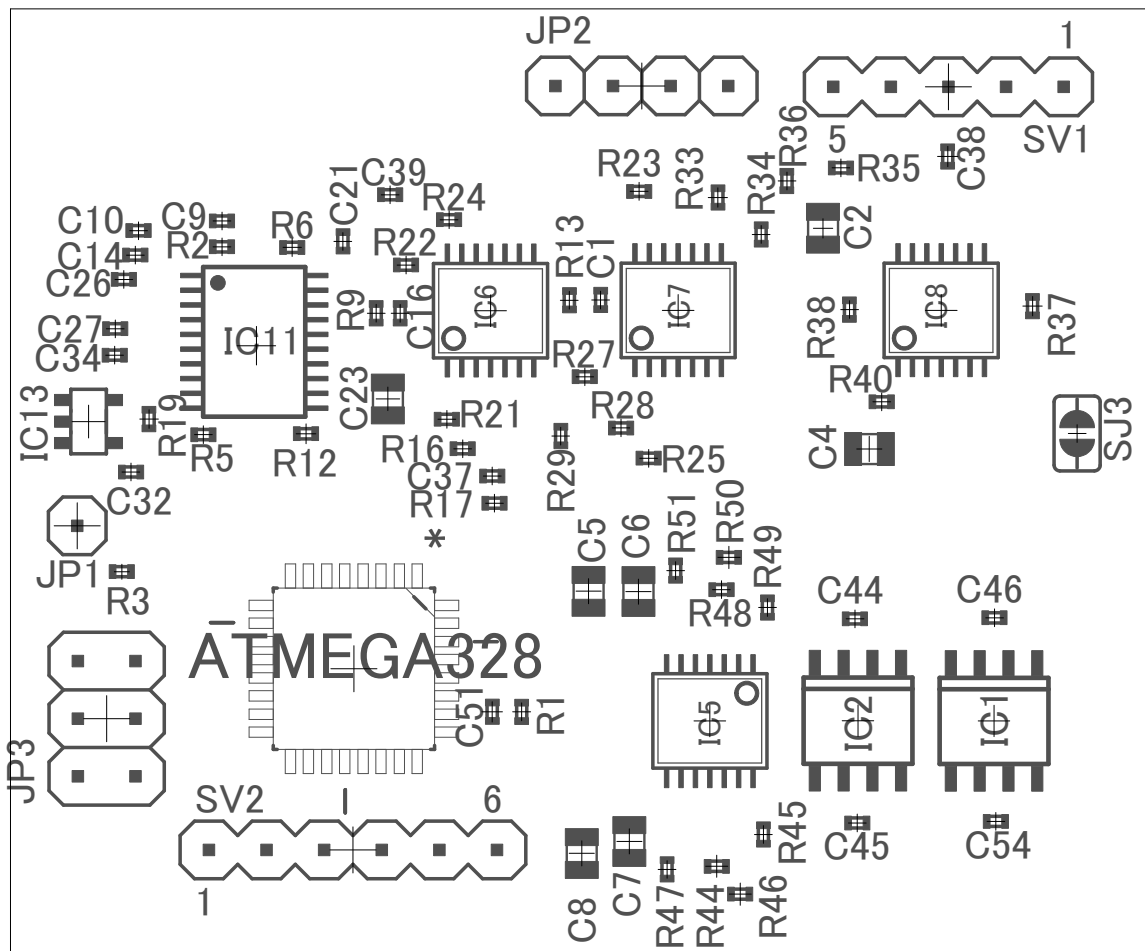 JP2
1
R36
5
R35
C38
SV1
R23
R33
R34
C39
R24
C21
C10
C9
R6
C14
R2
C2
R22
C26
R13
C1
IC6
IC7
IC8
R9
C16
C27
IC11
R38
R37
C34
R27
C23
R40
IC13
R19
R21
R28
SJ3
R5
R12
R16
R29
R25
C4
C32
C37
R17
*
C5
C6
R51
R50
R49
JP1
R3
R48
C44
C46
ATMEGA328
C51
R1
IC5
IC2
IC1
JP3
SV2
6
1
R45
C45
C54
C8
C7
R47
R44
R46